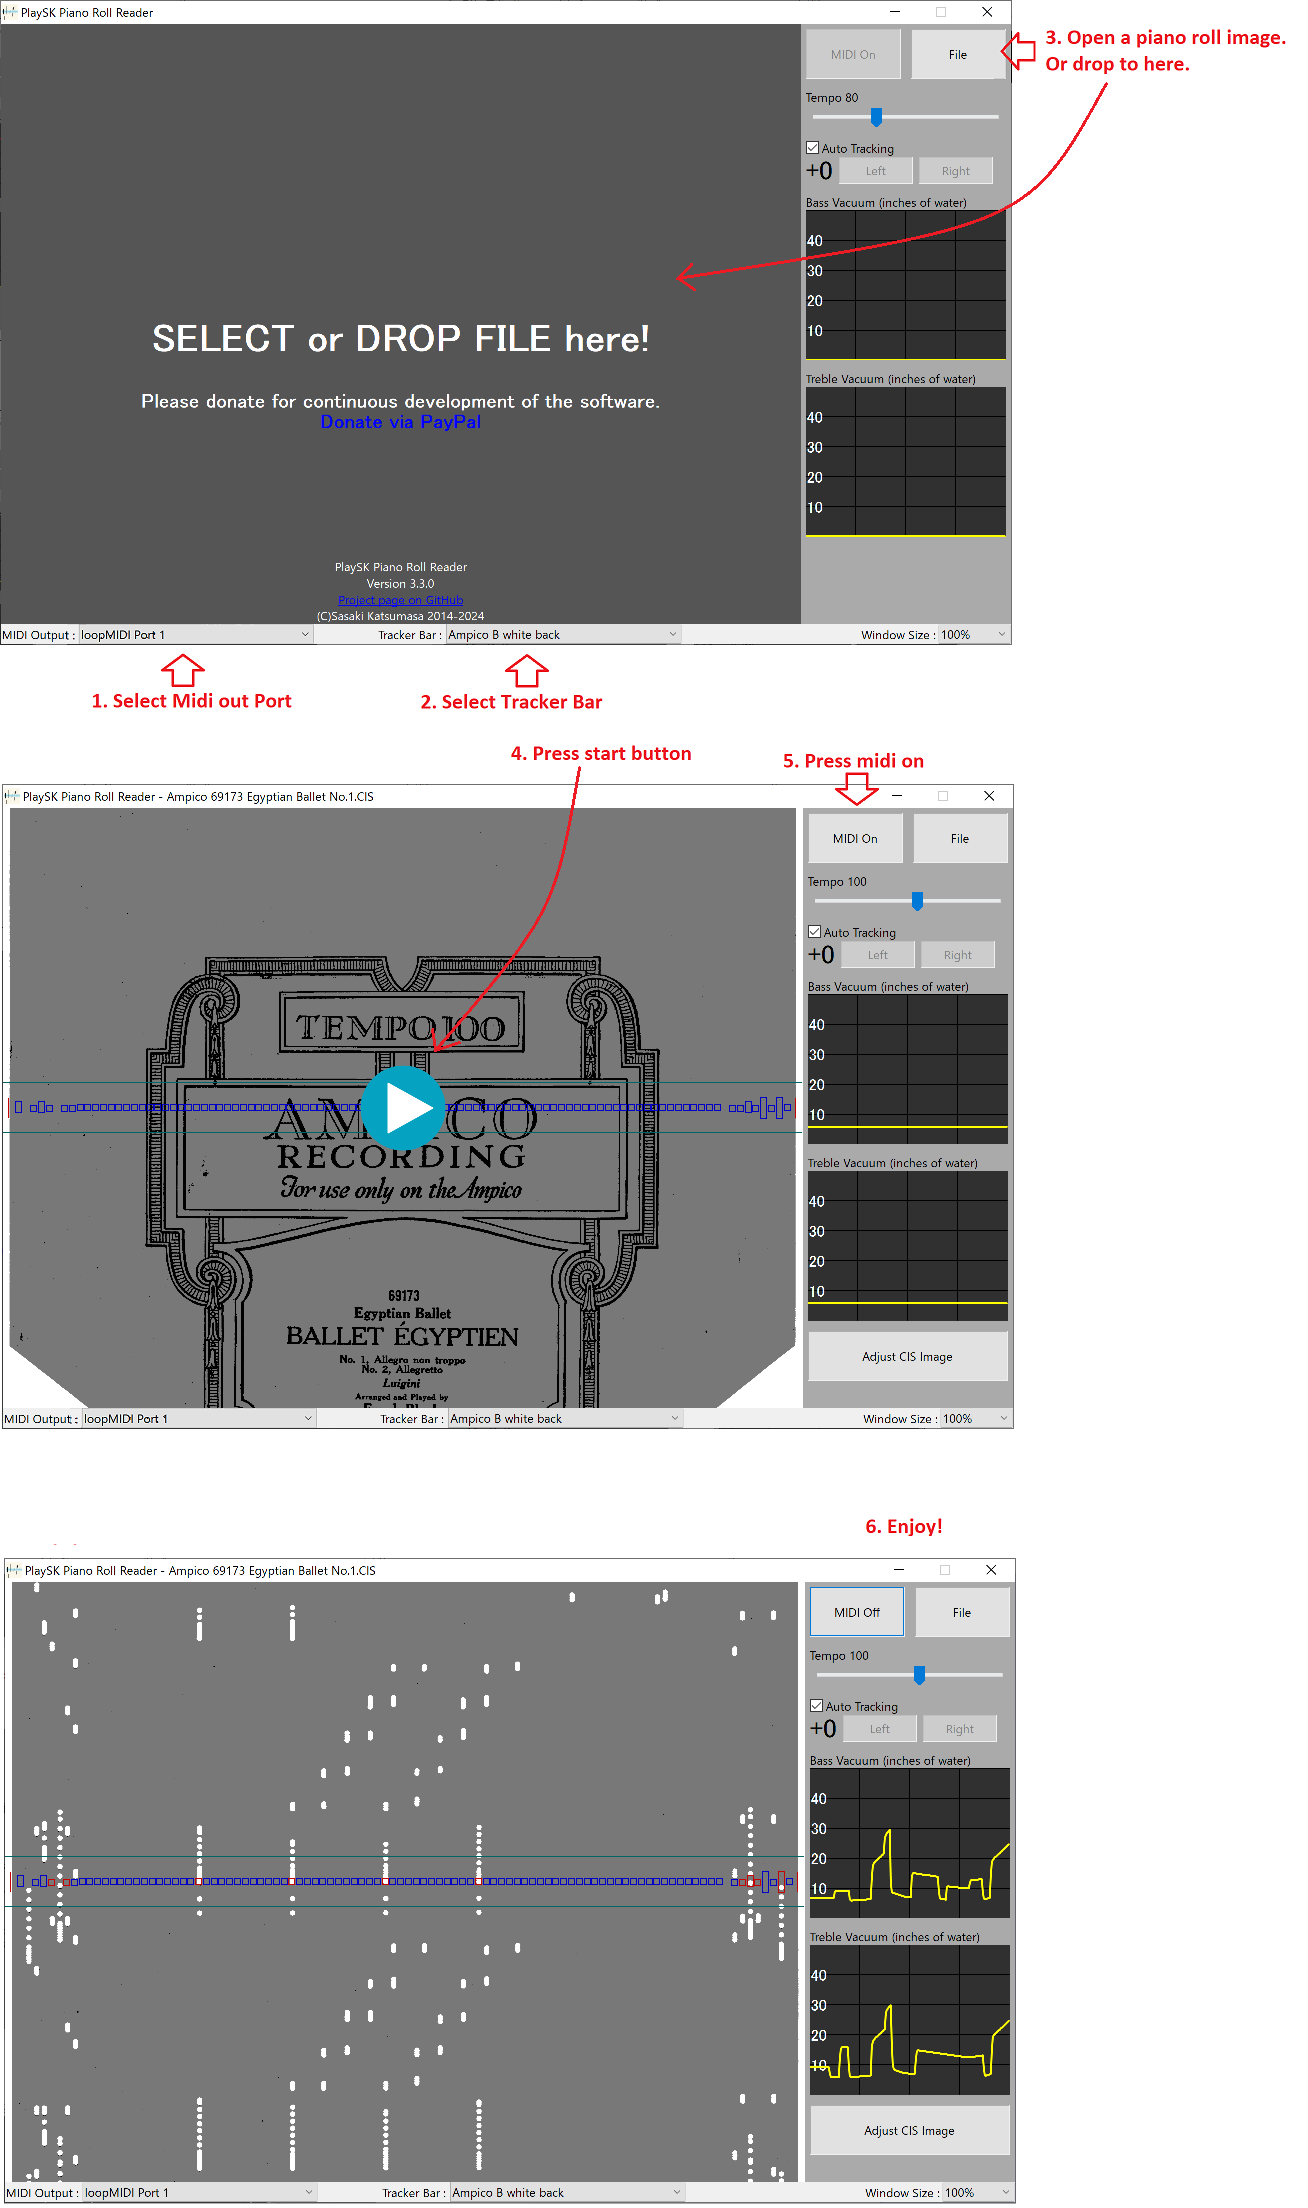 PlaySK Piano Roll Reader
MIDI On
File
3. Open a piano roll image.
Or drop to here.
Tempo 80
Auto Tracking
+0
Left
Right
Bass Vacuum (inches of water)
40
30
20
10
Treble Vacuum (inches of water)
40
30
20
10
SELECT or DROP FILE here!
Please donate for continuous development of the software.
Donate via PayPal
PlaySK Piano Roll Reader
Version 3.3.0
Project page on GitHub
(C)Sasaki Katsumasa 2014-2024
MIDI Output : loopMIDI Port 1
Tracker Bar : Ampico B white back
Window Size : 100%
1. Select Midi out Port
2. Select Tracker Bar
4. Press start button
5. Press midi on
PlaySK Piano Roll Reader - Ampico 69173 Egyptian Ballet No.1.CIS
MIDI On
File
Tempo 100
Auto Tracking
+0
Left
Right
Bass Vacuum (inches of water)
40
30
20
10
Treble Vacuum (inches of water)
40
30
20
10
Adjust CIS Image
TEMPO 100
AMPICO
RECORDING
For use only on the Ampico
69173
Egyptian Ballet
BALLET ÉGYPTIEN
No. 1, Allegro non troppo
No. 2, Allegretto
Luigini
Arranged and Played by
MIDI Output : loopMIDI Port 1
Tracker Bar : Ampico B white back
Window Size : 100%
6. Enjoy!
PlaySK Piano Roll Reader - Ampico 69173 Egyptian Ballet No.1.CIS
MIDI Off
File
Tempo 100
Auto Tracking
+0
Left
Right
Bass Vacuum (inches of water)
40
30
20
10
Treble Vacuum (inches of water)
40
30
20
10
Adjust CIS Image
MIDI Output : loopMIDI Port 1
Tracker Bar : Ampico B white back
Window Size : 100%